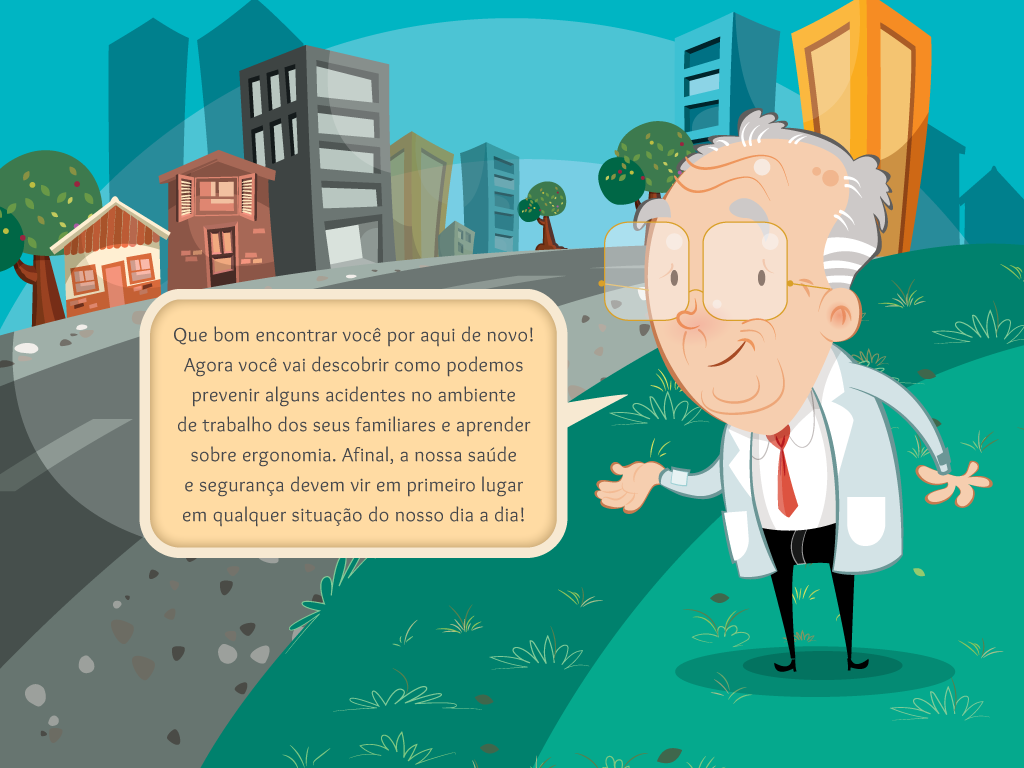 Que bom encontrar você por aqui de novo!
Agora você vai descobrir como podemos
prevenir alguns acidentes no ambiente
de trabalho dos seus familiares e aprender
sobre ergonomia. Afinal, a nossa saúde
e segurança devem vir em primeiro lugar
em qualquer situação do nosso dia a dia!